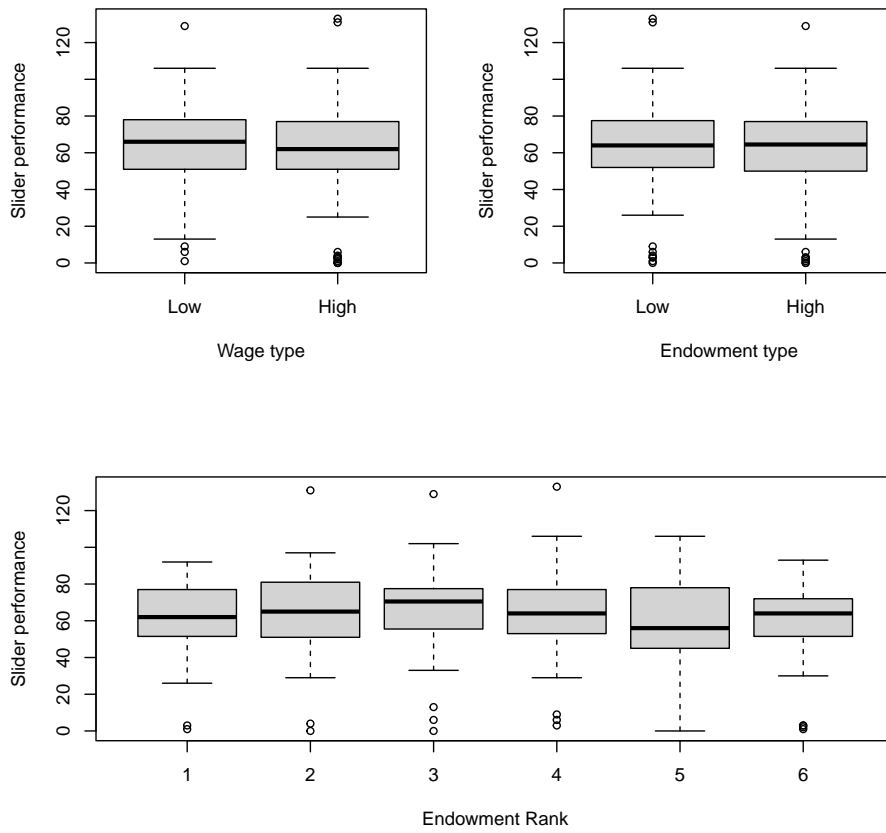 Slider performance
0 20 40 60 80 120
Low High
Wage type
Slider performance
0 20 40 60 80 120
Low High
Endowment type
Slider performance
0 20 40 60 80 120
1 2 3 4 5 6
Endowment Rank